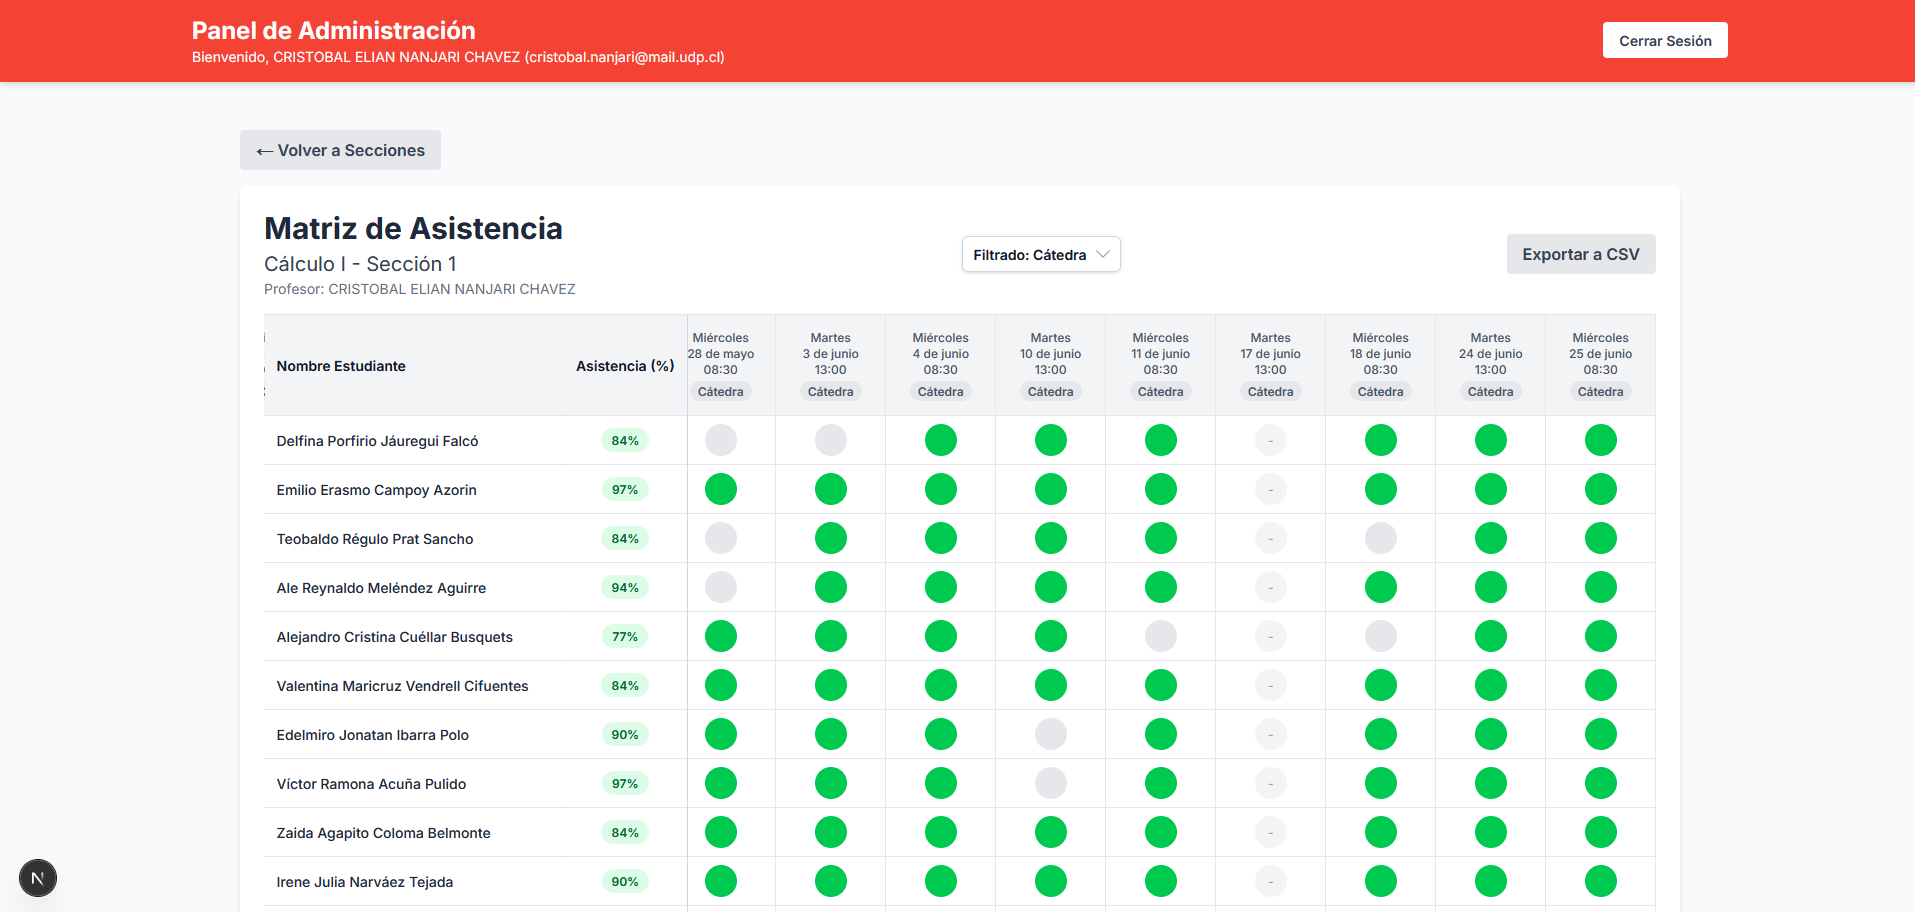 Panel de Administración
Bienvenido, CRISTOBAL ELIAN NANJARI CHAVEZ (cristobal.nanjari@mail.udp.cl)
Cerrar Sesión
← Volver a Secciones
Matriz de Asistencia
Cálculo I - Sección 1
Profesor: CRISTOBAL ELIAN NANJARI CHAVEZ
Filtrado: Cátedra
Exportar a CSV
Nombre Estudiante
Asistencia (%)
Miércoles
28 de mayo
08:30
Cátedra
Martes
3 de junio
13:00
Cátedra
Miércoles
4 de junio
08:30
Cátedra
Martes
10 de junio
13:00
Cátedra
Miércoles
11 de junio
08:30
Cátedra
Martes
17 de junio
13:00
Cátedra
Miércoles
18 de junio
08:30
Cátedra
Martes
24 de junio
13:00
Cátedra
Miércoles
25 de junio
08:30
Cátedra
Delfina Porfirio Jáuregui Falcó 84% -
Emilio Erasmo Campoy Azorin 97% -
Teobaldo Régulo Prat Sancho 84% -
Ale Reynaldo Meléndez Aguirre 94% -
Alejandro Cristina Cuéllar Busquets 77% -
Valentina Maricruz Vendrell Cifuentes 84% -
Edelmiro Jonatan Ibarra Polo 90% -
Víctor Ramona Acuña Pulido 97% -
Zaida Agapito Coloma Belmonte 84% -
Irene Julia Narváez Tejada 90% -
N